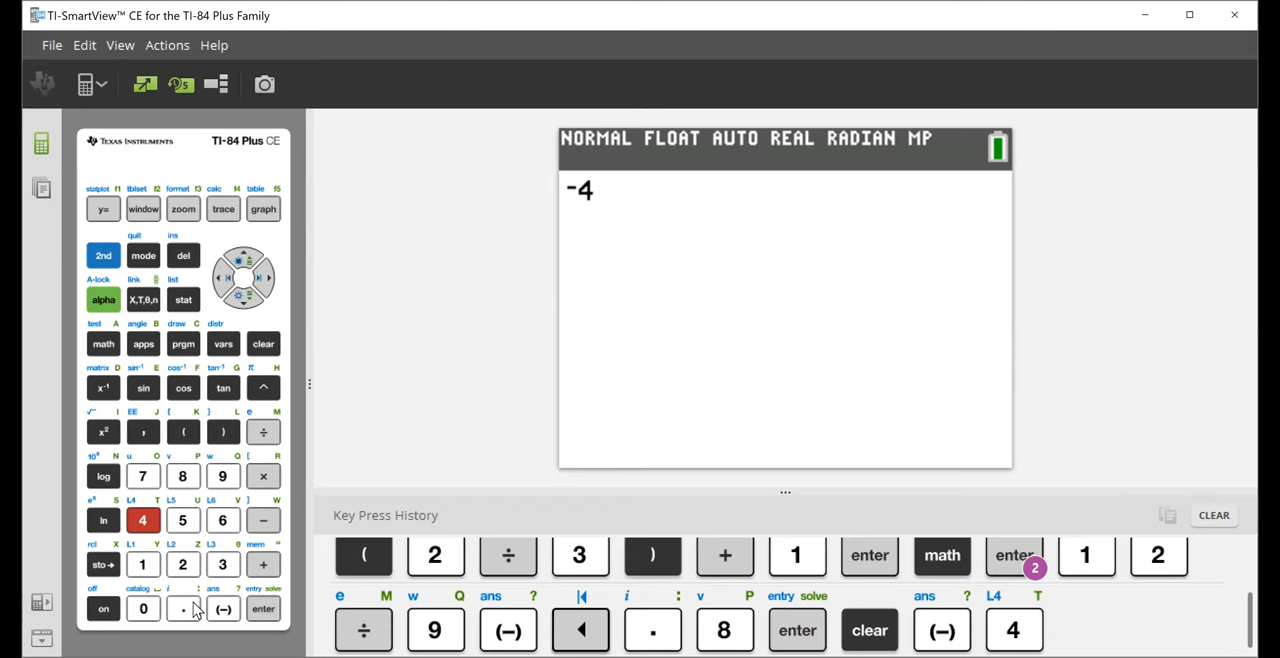 TI-SmartView™ CE for the TI-84 Plus Family
File Edit View Actions Help
TEXAS INSTRUMENTS TI-84 Plus CE
statplot f1 tblset f2 format f3 calc f4 table f5
y= window zoom trace graph
quit ins
2nd mode del
A-lock link list
alpha X,T,θ,n stat
test A angle B draw C distr
math apps prgm vars clear
matrix D sin⁻¹ E cos⁻¹ F tan⁻¹ G π H
x⁻¹ sin cos tan ^
√ I EE J { K } L e M
x² , ( ) ÷
10ˣ N u O v P w Q [ R
log 7 8 9 ×
eˣ S L4 T L5 U L6 V ] W
ln 4 5 6 −
rcl X L1 Y L2 Z L3 θ mem "
sto→ 1 2 3 +
off catalog ␣ i : ans ? entry solve
on 0 . (−) enter
NORMAL FLOAT AUTO REAL RADIAN MP
-4
Key Press History CLEAR
( 2 ÷ 3 ) + 1 enter math enter 2 1 2
e M w Q ans ? i : v P entry solve ans ? L4 T
÷ 9 (−) . 8 enter clear (−) 4